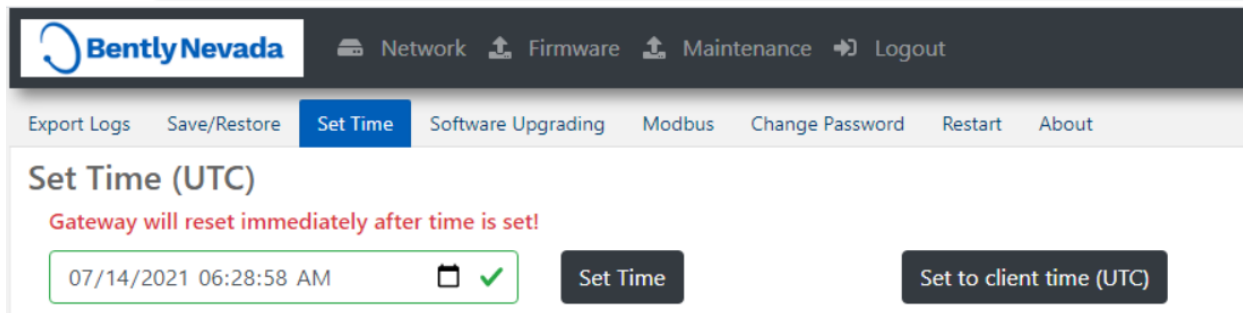 Bently Nevada Network Firmware Maintenance Logout
Export Logs Save/Restore Set Time Software Upgrading Modbus Change Password Restart About
Set Time (UTC)
Gateway will reset immediately after time is set!
07/14/2021 06:28:58 AM Set Time Set to client time (UTC)